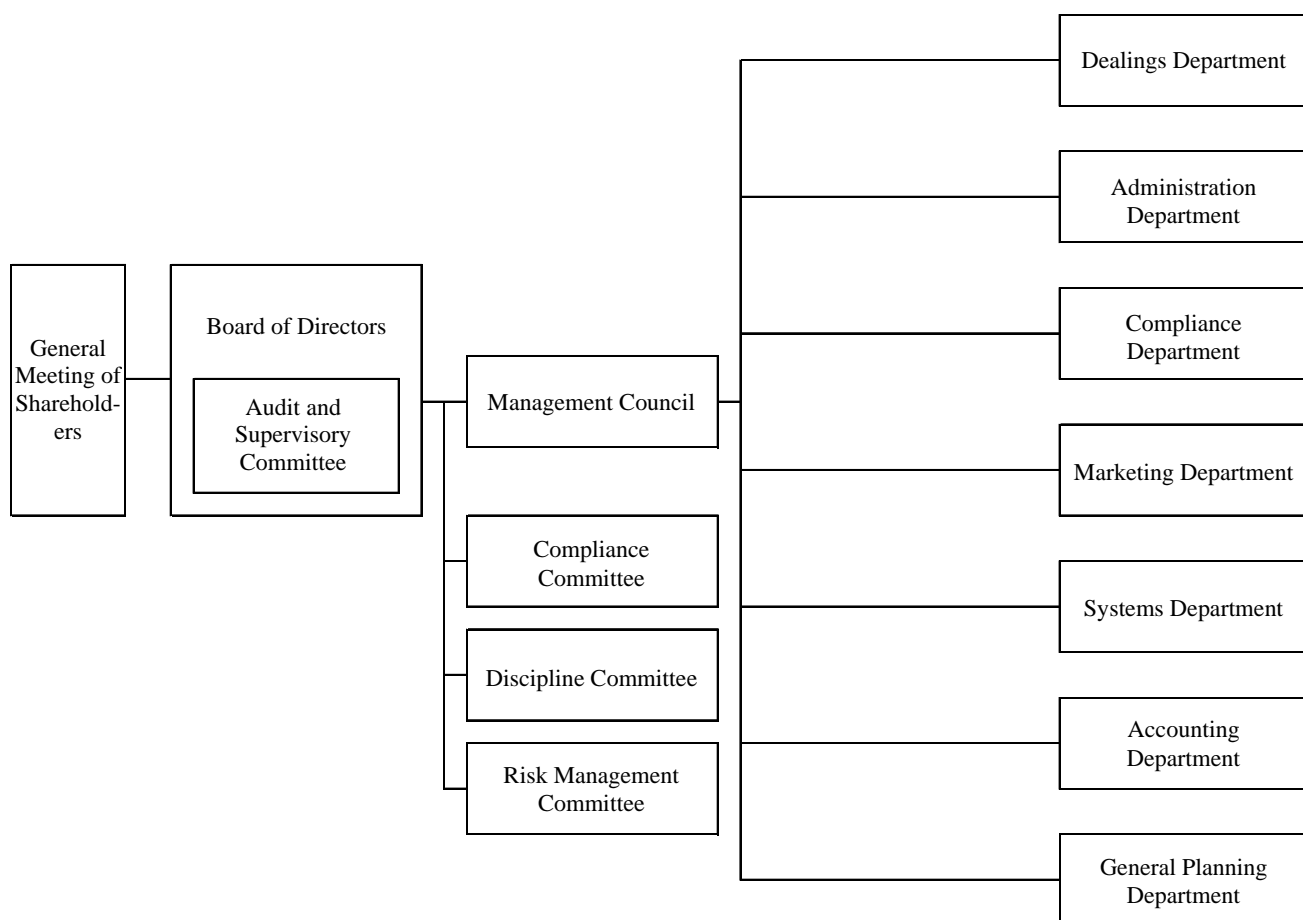 General
Meeting of
Sharehold-
ers
Board of Directors
Audit and
Supervisory
Committee
Management Council
Compliance
Committee
Discipline Committee
Risk Management
Committee
Dealings Department
Administration
Department
Compliance
Department
Marketing Department
Systems Department
Accounting
Department
General Planning
Department